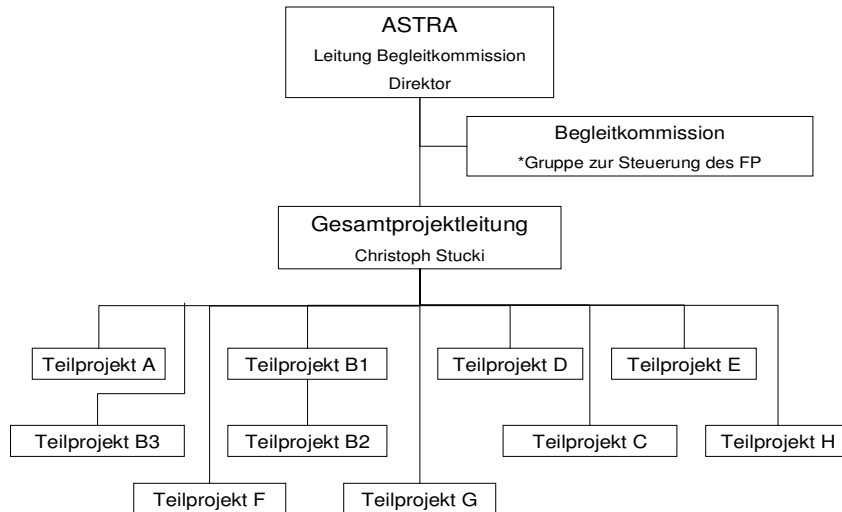 ASTRA
Leitung Begleitkommission
Direktor
Begleitkommission
*Gruppe zur Steuerung des FP
Gesamtprojektleitung
Christoph Stucki
Teilprojekt A
Teilprojekt B1
Teilprojekt D
Teilprojekt E
Teilprojekt B3
Teilprojekt B2
Teilprojekt C
Teilprojekt H
Teilprojekt F
Teilprojekt G